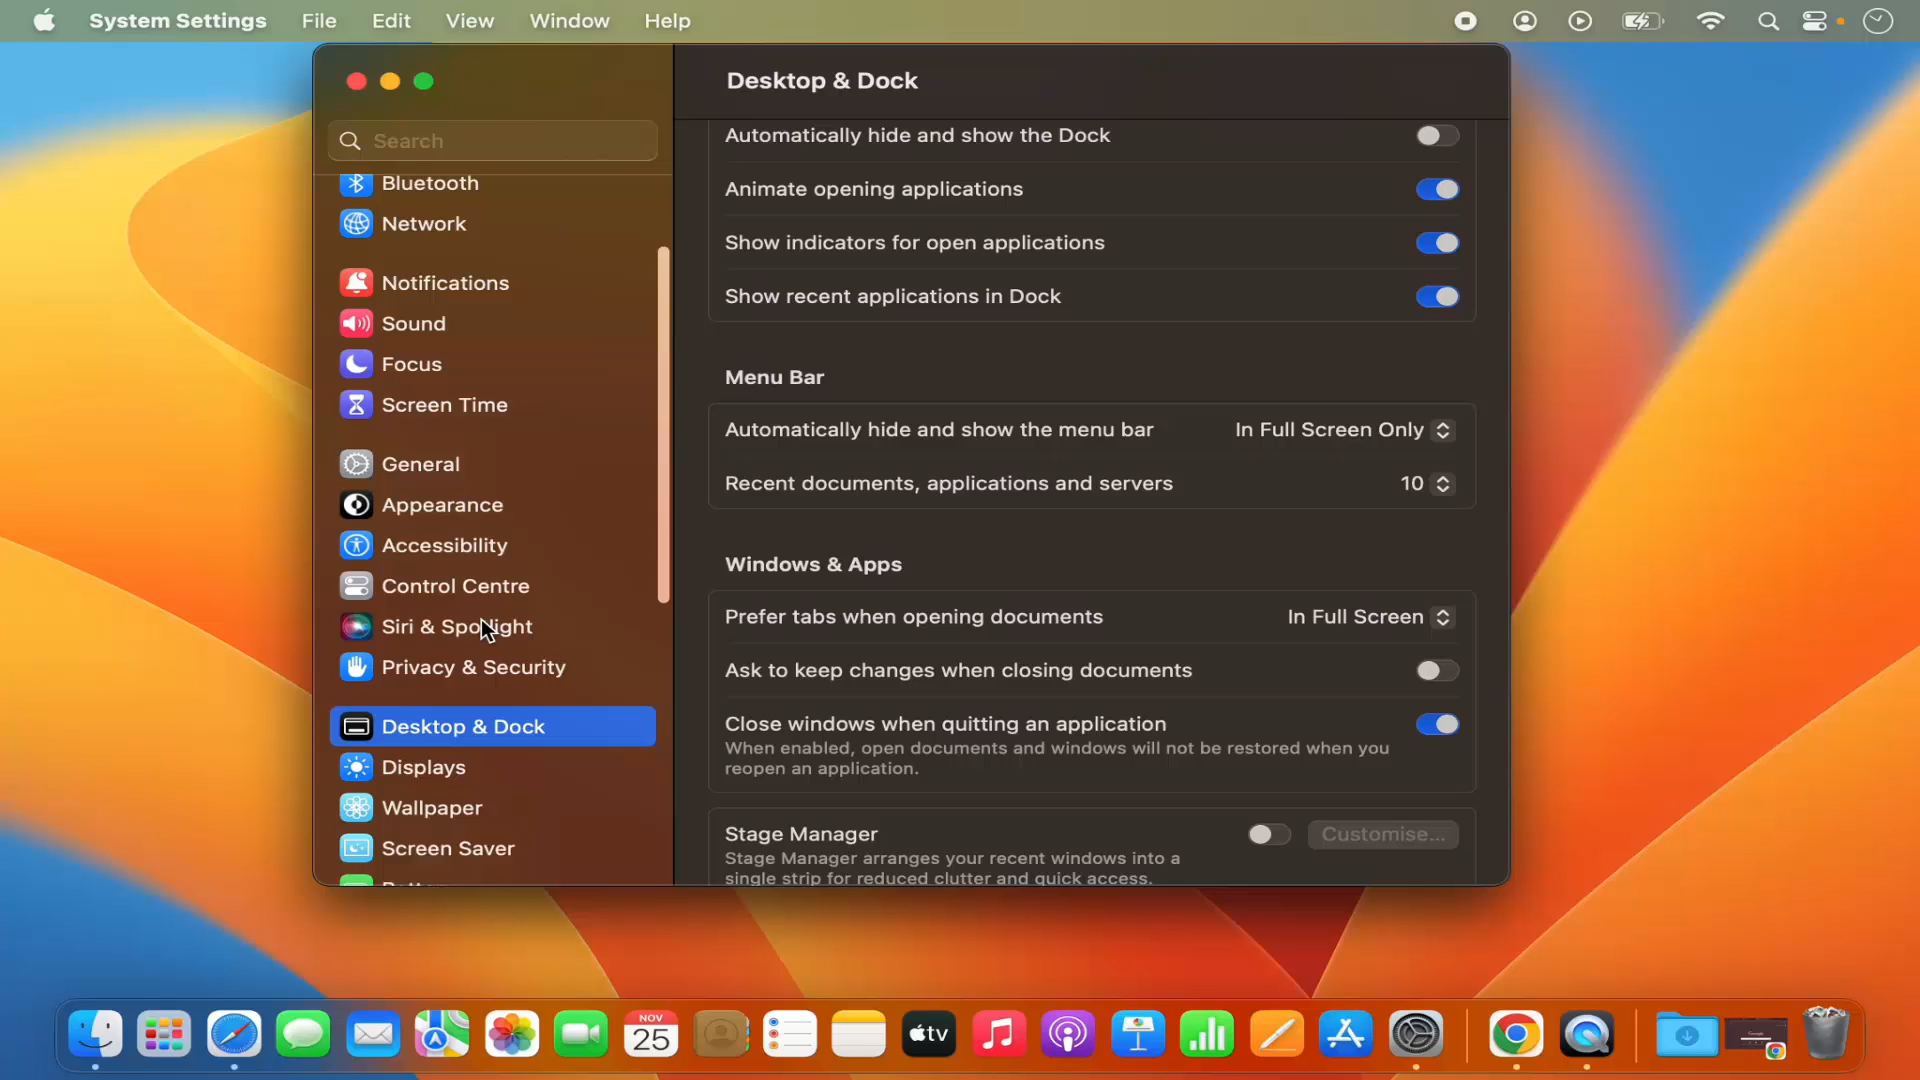 System Settings File Edit View Window Help
Desktop & Dock
Search
Bluetooth
Network
Notifications
Sound
Focus
Screen Time
General
Appearance
Accessibility
Control Centre
Siri & Spotlight
Privacy & Security
Desktop & Dock
Displays
Wallpaper
Screen Saver
Automatically hide and show the Dock
Animate opening applications
Show indicators for open applications
Show recent applications in Dock
Menu Bar
Automatically hide and show the menu bar In Full Screen Only
Recent documents, applications and servers 10
Windows & Apps
Prefer tabs when opening documents In Full Screen
Ask to keep changes when closing documents
Close windows when quitting an application
When enabled, open documents and windows will not be restored when you
reopen an application.
Stage Manager Customise...
Stage Manager arranges your recent windows into a
single strip for reduced clutter and quick access.
NOV
25
tv